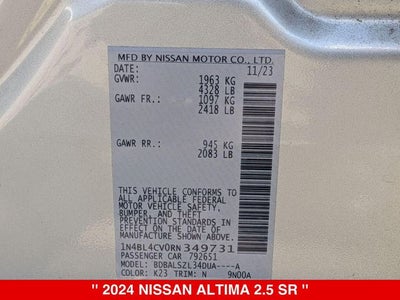 MFD BY NISSAN MOTOR CO., LTD.
DATE: 11/23
GVWR: 1963 KG
4328 LB
GAWR FR.: 1097 KG
2418 LB
GAWR RR.: 945 KG
2083 LB
THIS VEHICLE CONFORMS TO
ALL APPLICABLE FEDERAL
MOTOR VEHICLE SAFETY,
BUMPER, AND THEFT
PREVENTION STANDARDS IN
EFFECT ON THE DATE OF
MANUFACTURE SHOWN ABOVE.
1N4BL4CV0RN349731
PASSENGER CAR 792651
MODEL: BDBALSZL34DUA----A
COLOR: K23 TRIM: N 9N00A
" 2024 NISSAN ALTIMA 2.5 SR "